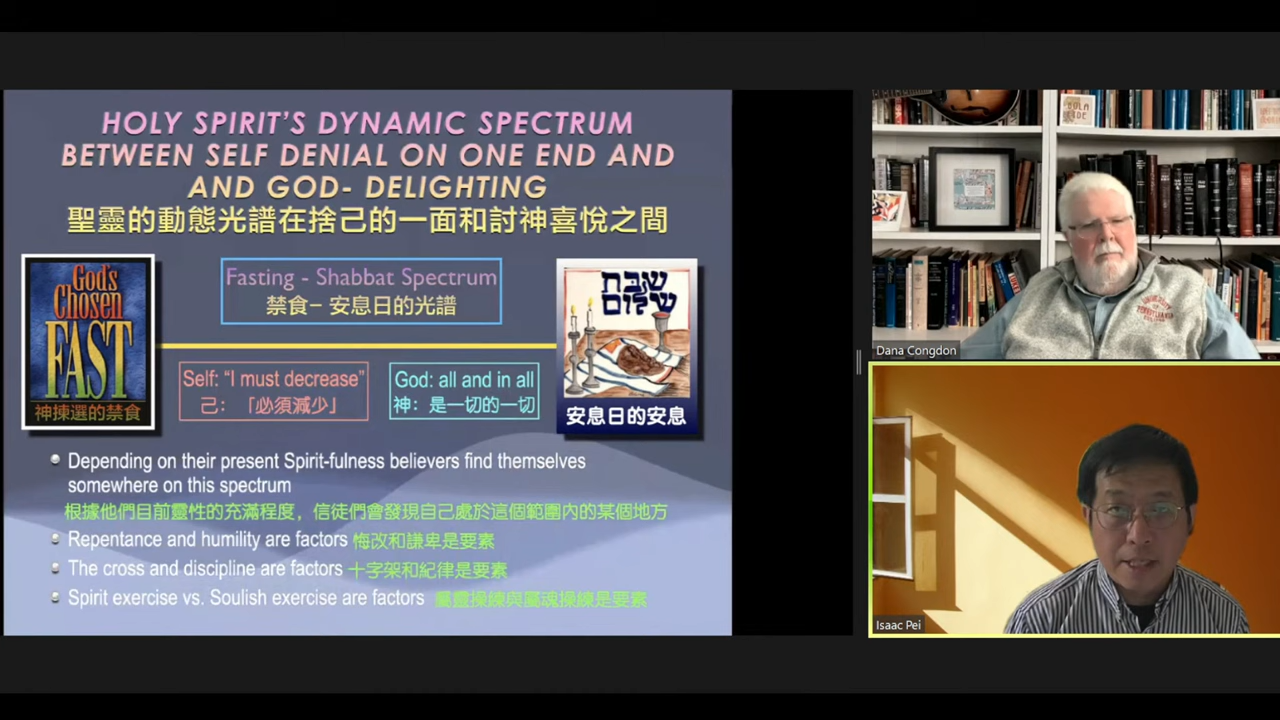 HOLY SPIRIT'S DYNAMIC SPECTRUM
BETWEEN SELF DENIAL ON ONE END AND
AND GOD- DELIGHTING
聖靈的動態光譜在捨己的一面和討神喜悅之間
God's
Chosen
FAST
神揀選的禁食
Fasting - Shabbat Spectrum
禁食– 安息日的光譜
Self: “I must decrease”
己： 「必須減少」
God: all and in all
神： 是一切的一切
שבת
שלום
安息日的安息
Depending on their present Spirit-fulness believers find themselves
somewhere on this spectrum
根據他們目前靈性的充滿程度，信徒們會發現自己處於這個範圍內的某個地方
Repentance and humility are factors 悔改和謙卑是要素
The cross and discipline are factors 十字架和紀律是要素
Spirit exercise vs. Soulish exercise are factors 屬靈操練與屬魂操練是要素
Dana Congdon
Isaac Pei